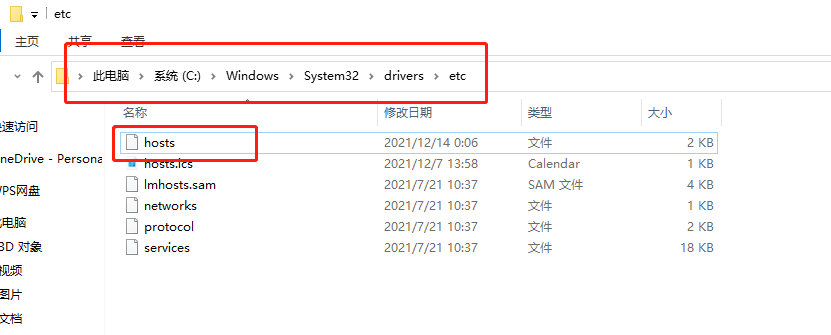 etc
主页 共享 查看
此电脑 系统 (C:) Windows System32 drivers etc
名称 修改日期 类型 大小
快速访问
hosts 2021/12/14 0:06 文件 2 KB
neDrive - Persona
hosts.ics 2021/12/7 13:58 Calendar 1 KB
WPS网盘
lmhosts.sam 2021/7/21 10:37 SAM 文件 4 KB
networks 2021/7/21 10:37 文件 1 KB
此电脑
protocol 2021/7/21 10:37 文件 2 KB
3D 对象
services 2021/7/21 10:37 文件 18 KB
视频
图片
文档